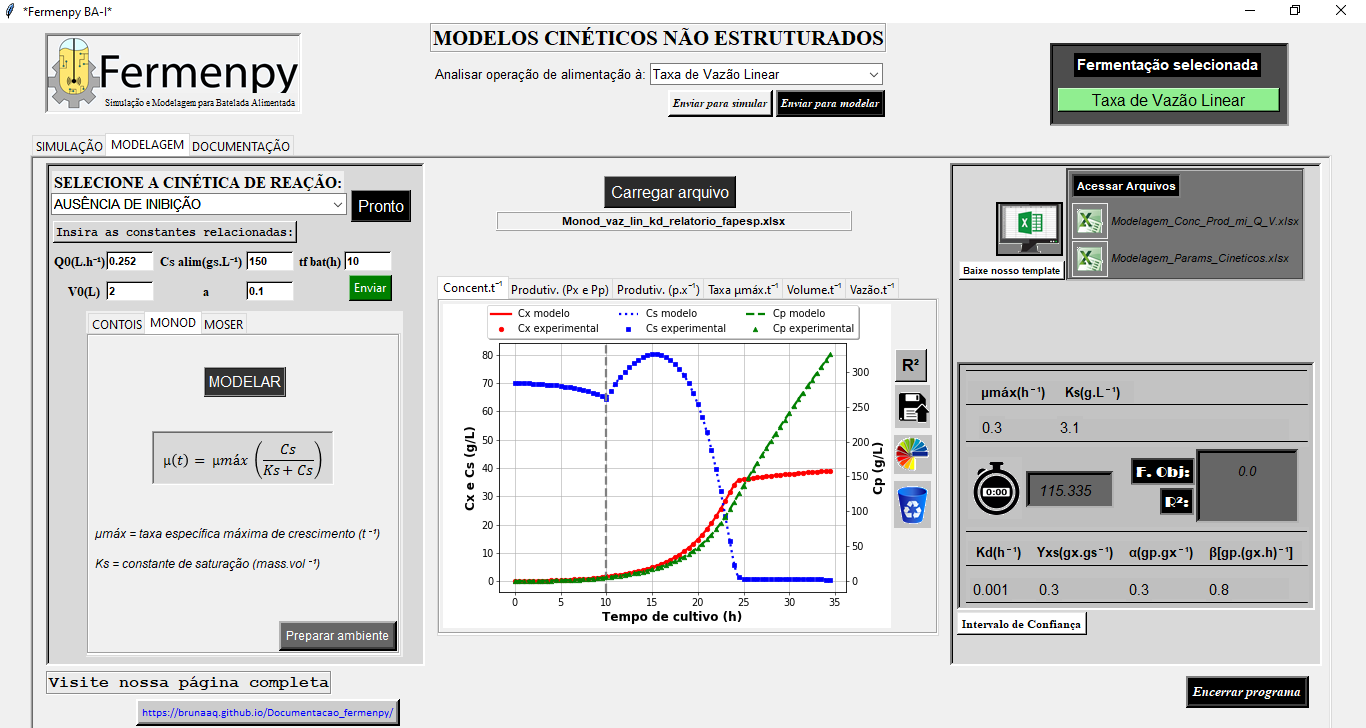 *Fermenpy BA-I*
MODELOS CINÉTICOS NÃO ESTRUTURADOS
Fermenpy
Simulação e Modelagem para Batelada Alimentada
Analisar operação de alimentação à: Taxa de Vazão Linear
Enviar para simular Enviar para modelar
Fermentação selecionada
Taxa de Vazão Linear
SIMULAÇÃO MODELAGEM DOCUMENTAÇÃO
SELECIONE A CINÉTICA DE REAÇÃO:
AUSÊNCIA DE INIBIÇÃO Pronto
Insira as constantes relacionadas:
Q0(L.h⁻¹) 0.252 Cs alim(gs.L⁻¹) 150 tf bat(h) 10
V0(L) 2 a 0.1 Enviar
CONTOIS MONOD MOSER
MODELAR
μ(t) = μmáx (Cs / Ks + Cs)
μmáx = taxa específica máxima de crescimento (t ⁻¹)
Ks = constante de saturação (mass.vol ⁻¹)
Preparar ambiente
Visite nossa página completa
https://brunaaq.github.io/Documentacao_fermenpy/
Carregar arquivo
Monod_vaz_lin_kd_relatorio_fapesp.xlsx
Concent.t⁻¹ Produtiv. (Px e Pp) Produtiv. (p.x⁻¹) Taxa μmáx.t⁻¹ Volume.t⁻¹ Vazão.t⁻¹
Cx modelo Cs modelo Cp modelo
Cx experimental Cs experimental Cp experimental
Cx e Cs (g/L)
80
70
60
50
40
30
20
10
0
0 5 10 15 20 25 30 35
Tempo de cultivo (h)
300
250
200
150
100
50
0
Cp (g/L)
R²
Acessar Arquivos
Modelagem_Conc_Prod_mi_Q_V.xlsx
Modelagem_Params_Cineticos.xlsx
Baixe nosso template
μmáx(h⁻¹) Ks(g.L⁻¹)
0.3 3.1
0:00 115.335 F. Obj: 0.0
R²:
Kd(h⁻¹) Yxs(gx.gs⁻¹) α(gp.gx⁻¹) β[gp.(gx.h)⁻¹]
0.001 0.3 0.3 0.8
Intervalo de Confiança
Encerrar programa